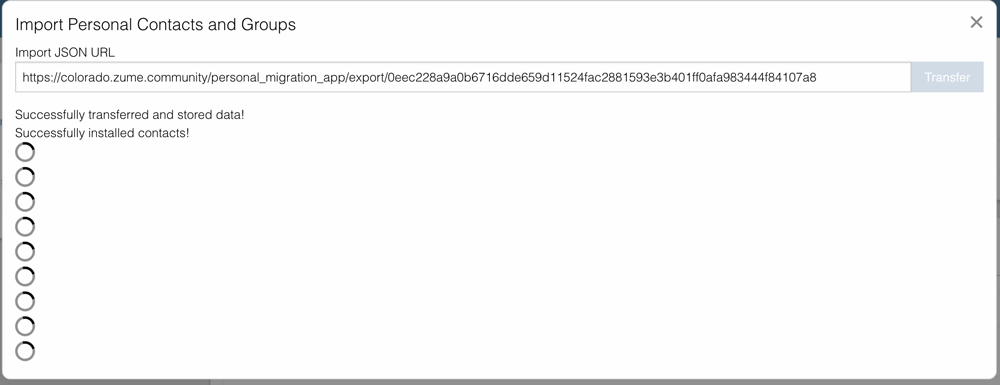 Import Personal Contacts and Groups
Import JSON URL
https://colorado.zume.community/personal_migration_app/export/0eec228a9a0b6716dde659d11524fac2881593e3b401ff0afa983444f84107a8
Transfer
Successfully transferred and stored data!
Successfully installed contacts!